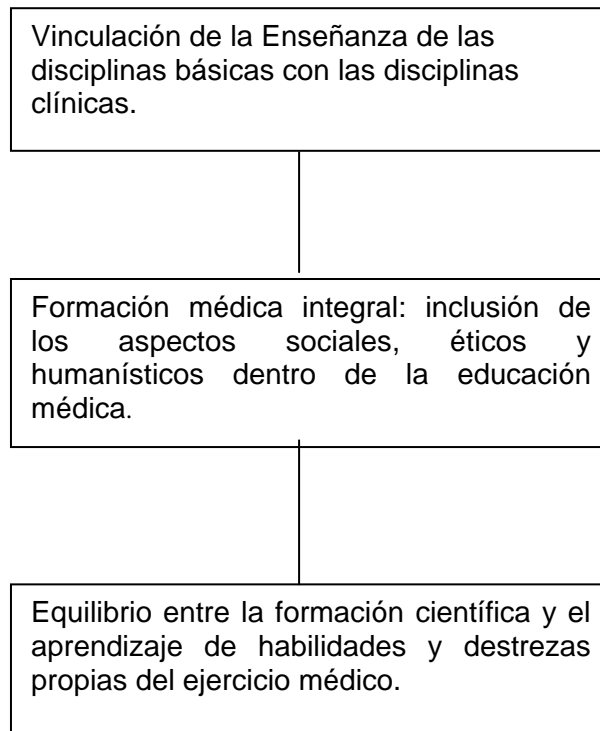 Vinculación de la Enseñanza de las
disciplinas básicas con las disciplinas
clínicas.
Formación médica integral: inclusión de
los aspectos sociales, éticos y
humanísticos dentro de la educación
médica.
Equilibrio entre la formación científica y el
aprendizaje de habilidades y destrezas
propias del ejercicio médico.